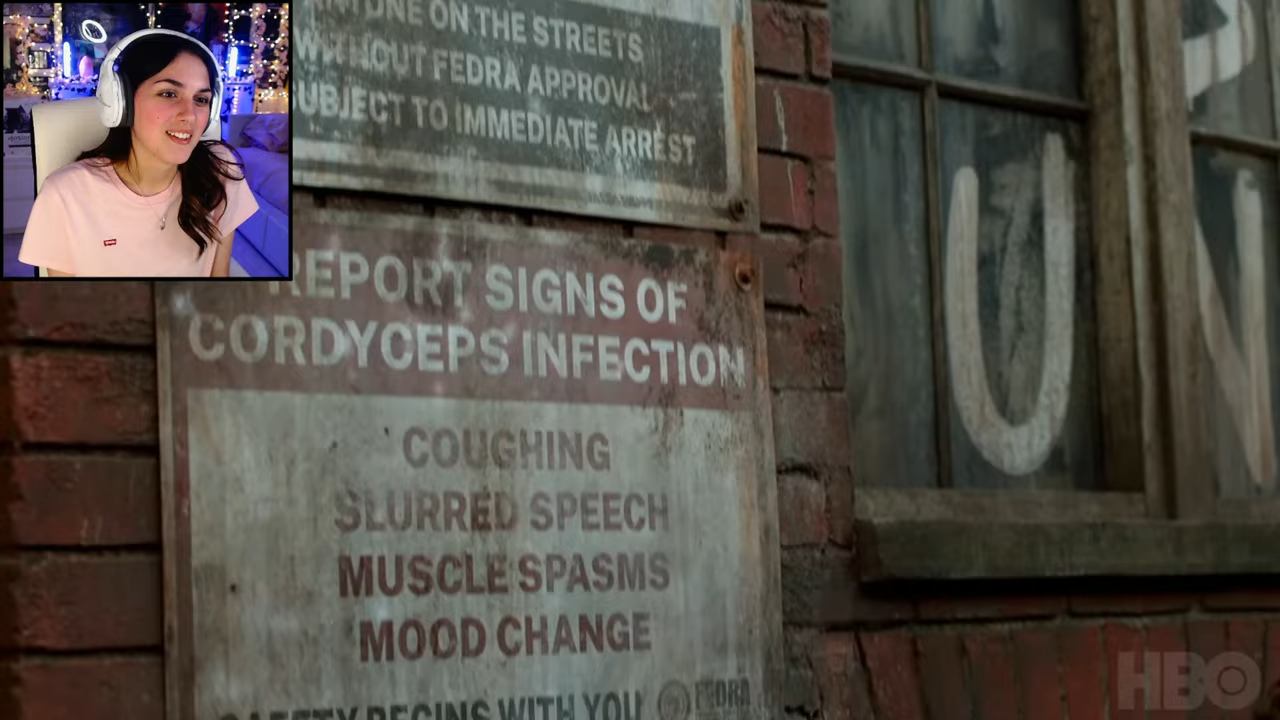 ONE ON THE STREETS
WITHOUT FEDRA APPROVAL
SUBJECT TO IMMEDIATE ARREST
REPORT SIGNS OF
CORDYCEPS INFECTION
COUGHING
SLURRED SPEECH
MUSCLE SPASMS
MOOD CHANGE
SAFETY BEGINS WITH YOU
FEDRA
U N
HBO